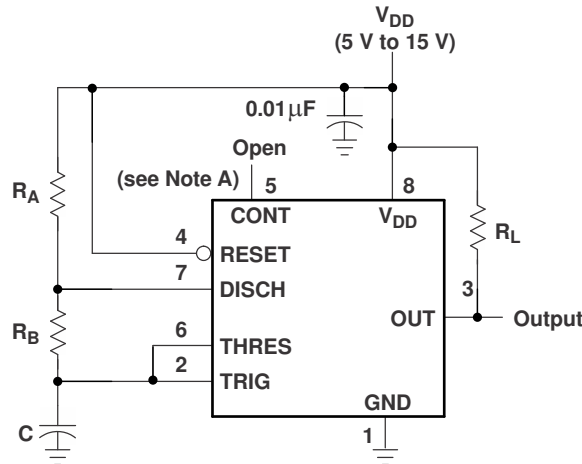 VDD
(5 V to 15 V)
0.01μF
Open
(see Note A)
5
8
CONT
VDD
RA
RL
4
RESET
7
DISCH
3
OUT
Output
RB
6
THRES
2
TRIG
GND
1
C